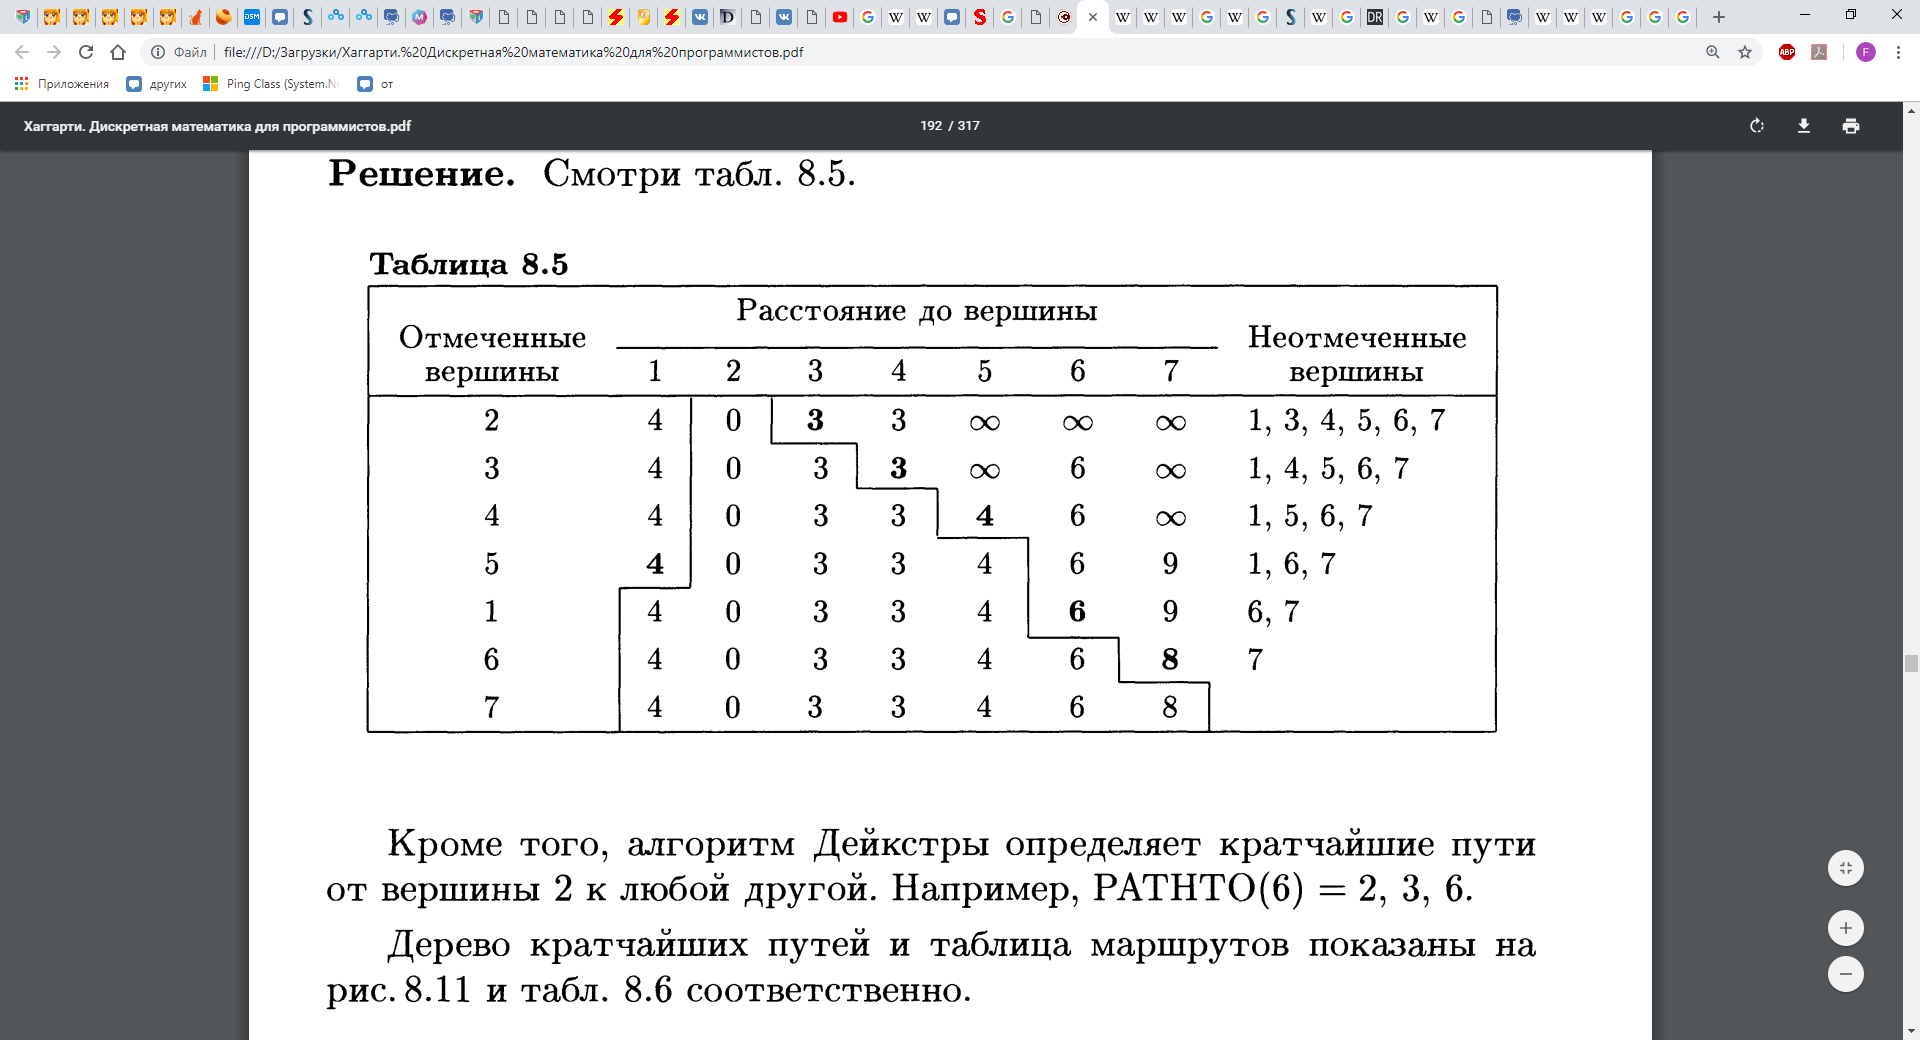 Файл
file:///D:/Загрузки/Хаггарти.%20Дискретная%20математика%20для%20программистов.pdf
Приложения других Ping Class (System.Ne от
Хаггарти. Дискретная математика для программистов.pdf 192 / 317
Решение. Смотри табл. 8.5.
Таблица 8.5
Отмеченные вершины Расстояние до вершины Неотмеченные вершины
1 2 3 4 5 6 7
2 4 0 3 3 ∞ ∞ ∞ 1, 3, 4, 5, 6, 7
3 4 0 3 3 ∞ 6 ∞ 1, 4, 5, 6, 7
4 4 0 3 3 4 6 ∞ 1, 5, 6, 7
5 4 0 3 3 4 6 9 1, 6, 7
1 4 0 3 3 4 6 9 6, 7
6 4 0 3 3 4 6 8 7
7 4 0 3 3 4 6 8
Кроме того, алгоритм Дейкстры определяет кратчайшие пути
от вершины 2 к любой другой. Например, PATHTO(6) = 2, 3, 6.
Дерево кратчайших путей и таблица маршрутов показаны на
рис. 8.11 и табл. 8.6 соответственно.